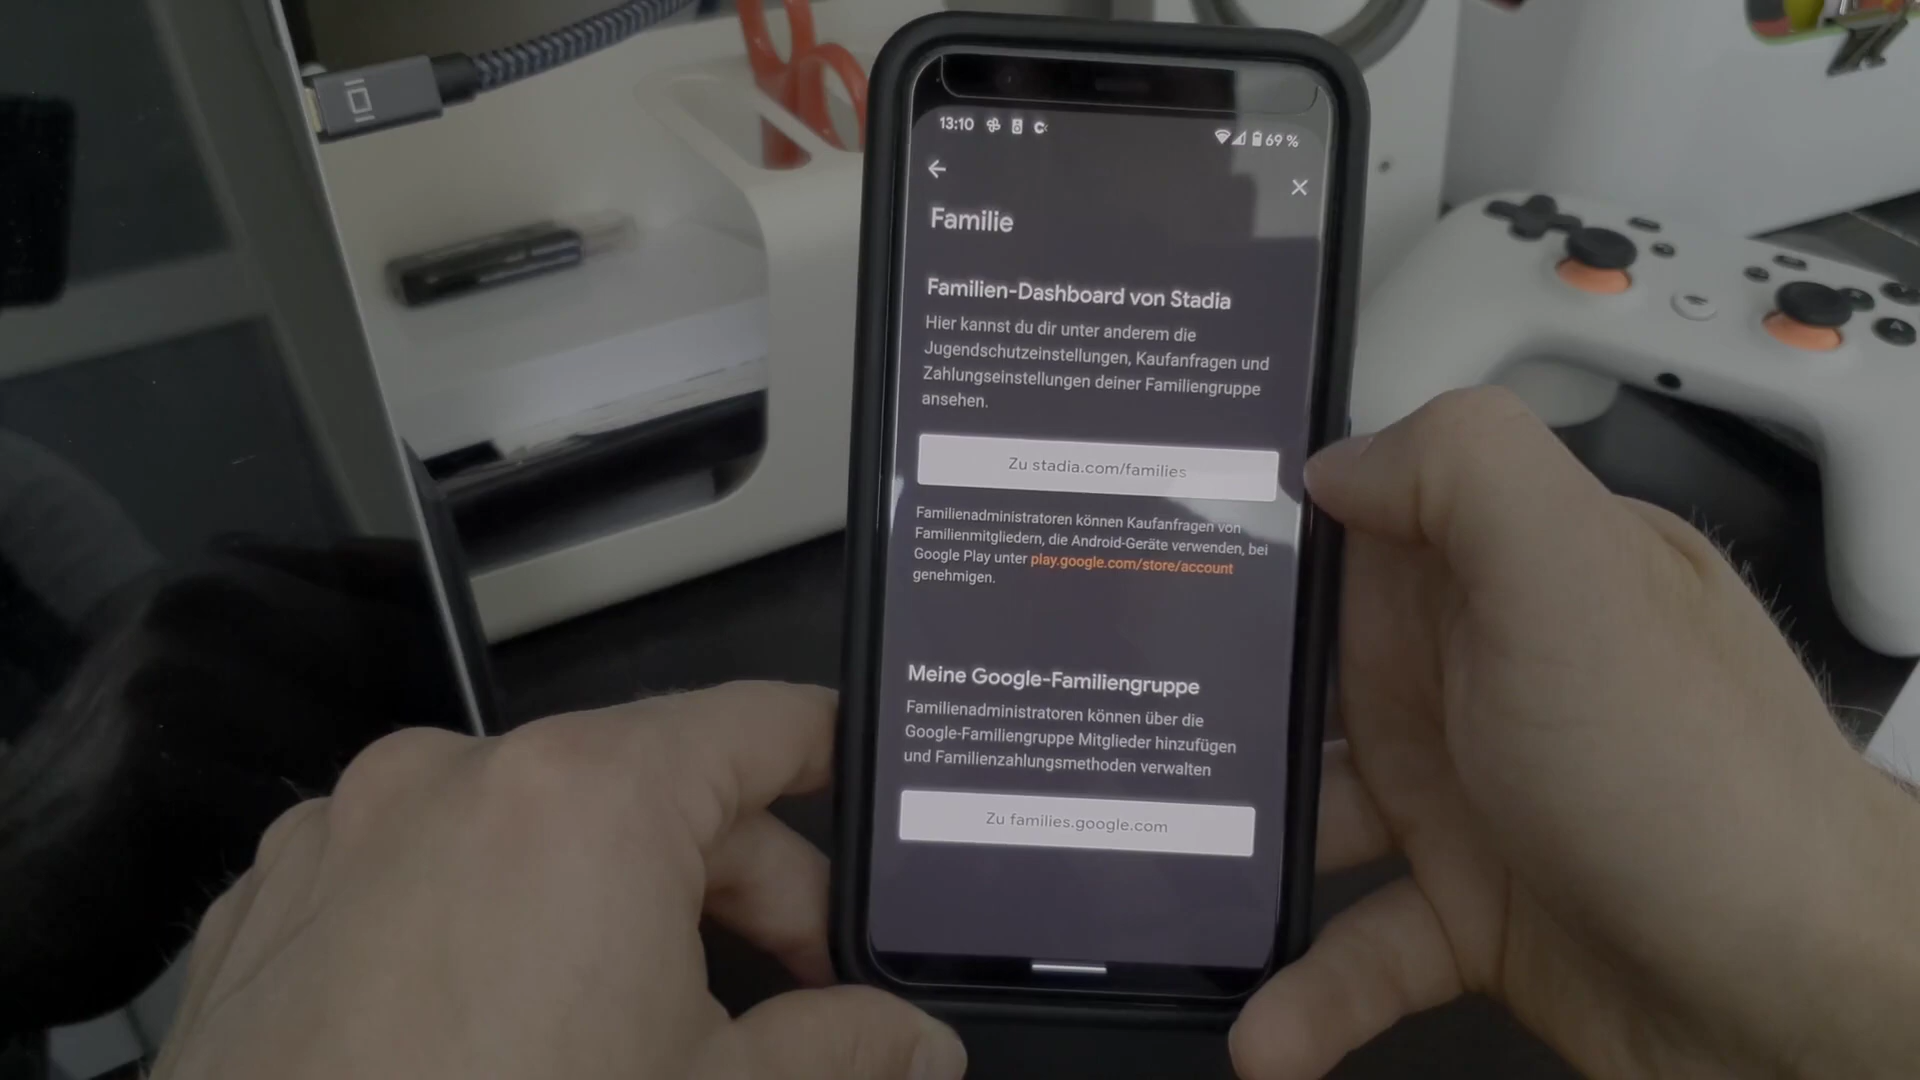 13:10
69 %
Familie
Familien-Dashboard von Stadia
Hier kannst du dir unter anderem die
Jugendschutzeinstellungen, Kaufanfragen und
Zahlungseinstellungen deiner Familiengruppe
ansehen.
Zu stadia.com/families
Familienadministratoren können Kaufanfragen von
Familienmitgliedern, die Android-Geräte verwenden, bei
Google Play unter play.google.com/store/account
genehmigen.
Meine Google-Familiengruppe
Familienadministratoren können über die
Google-Familiengruppe Mitglieder hinzufügen
und Familienzahlungsmethoden verwalten
Zu families.google.com
A